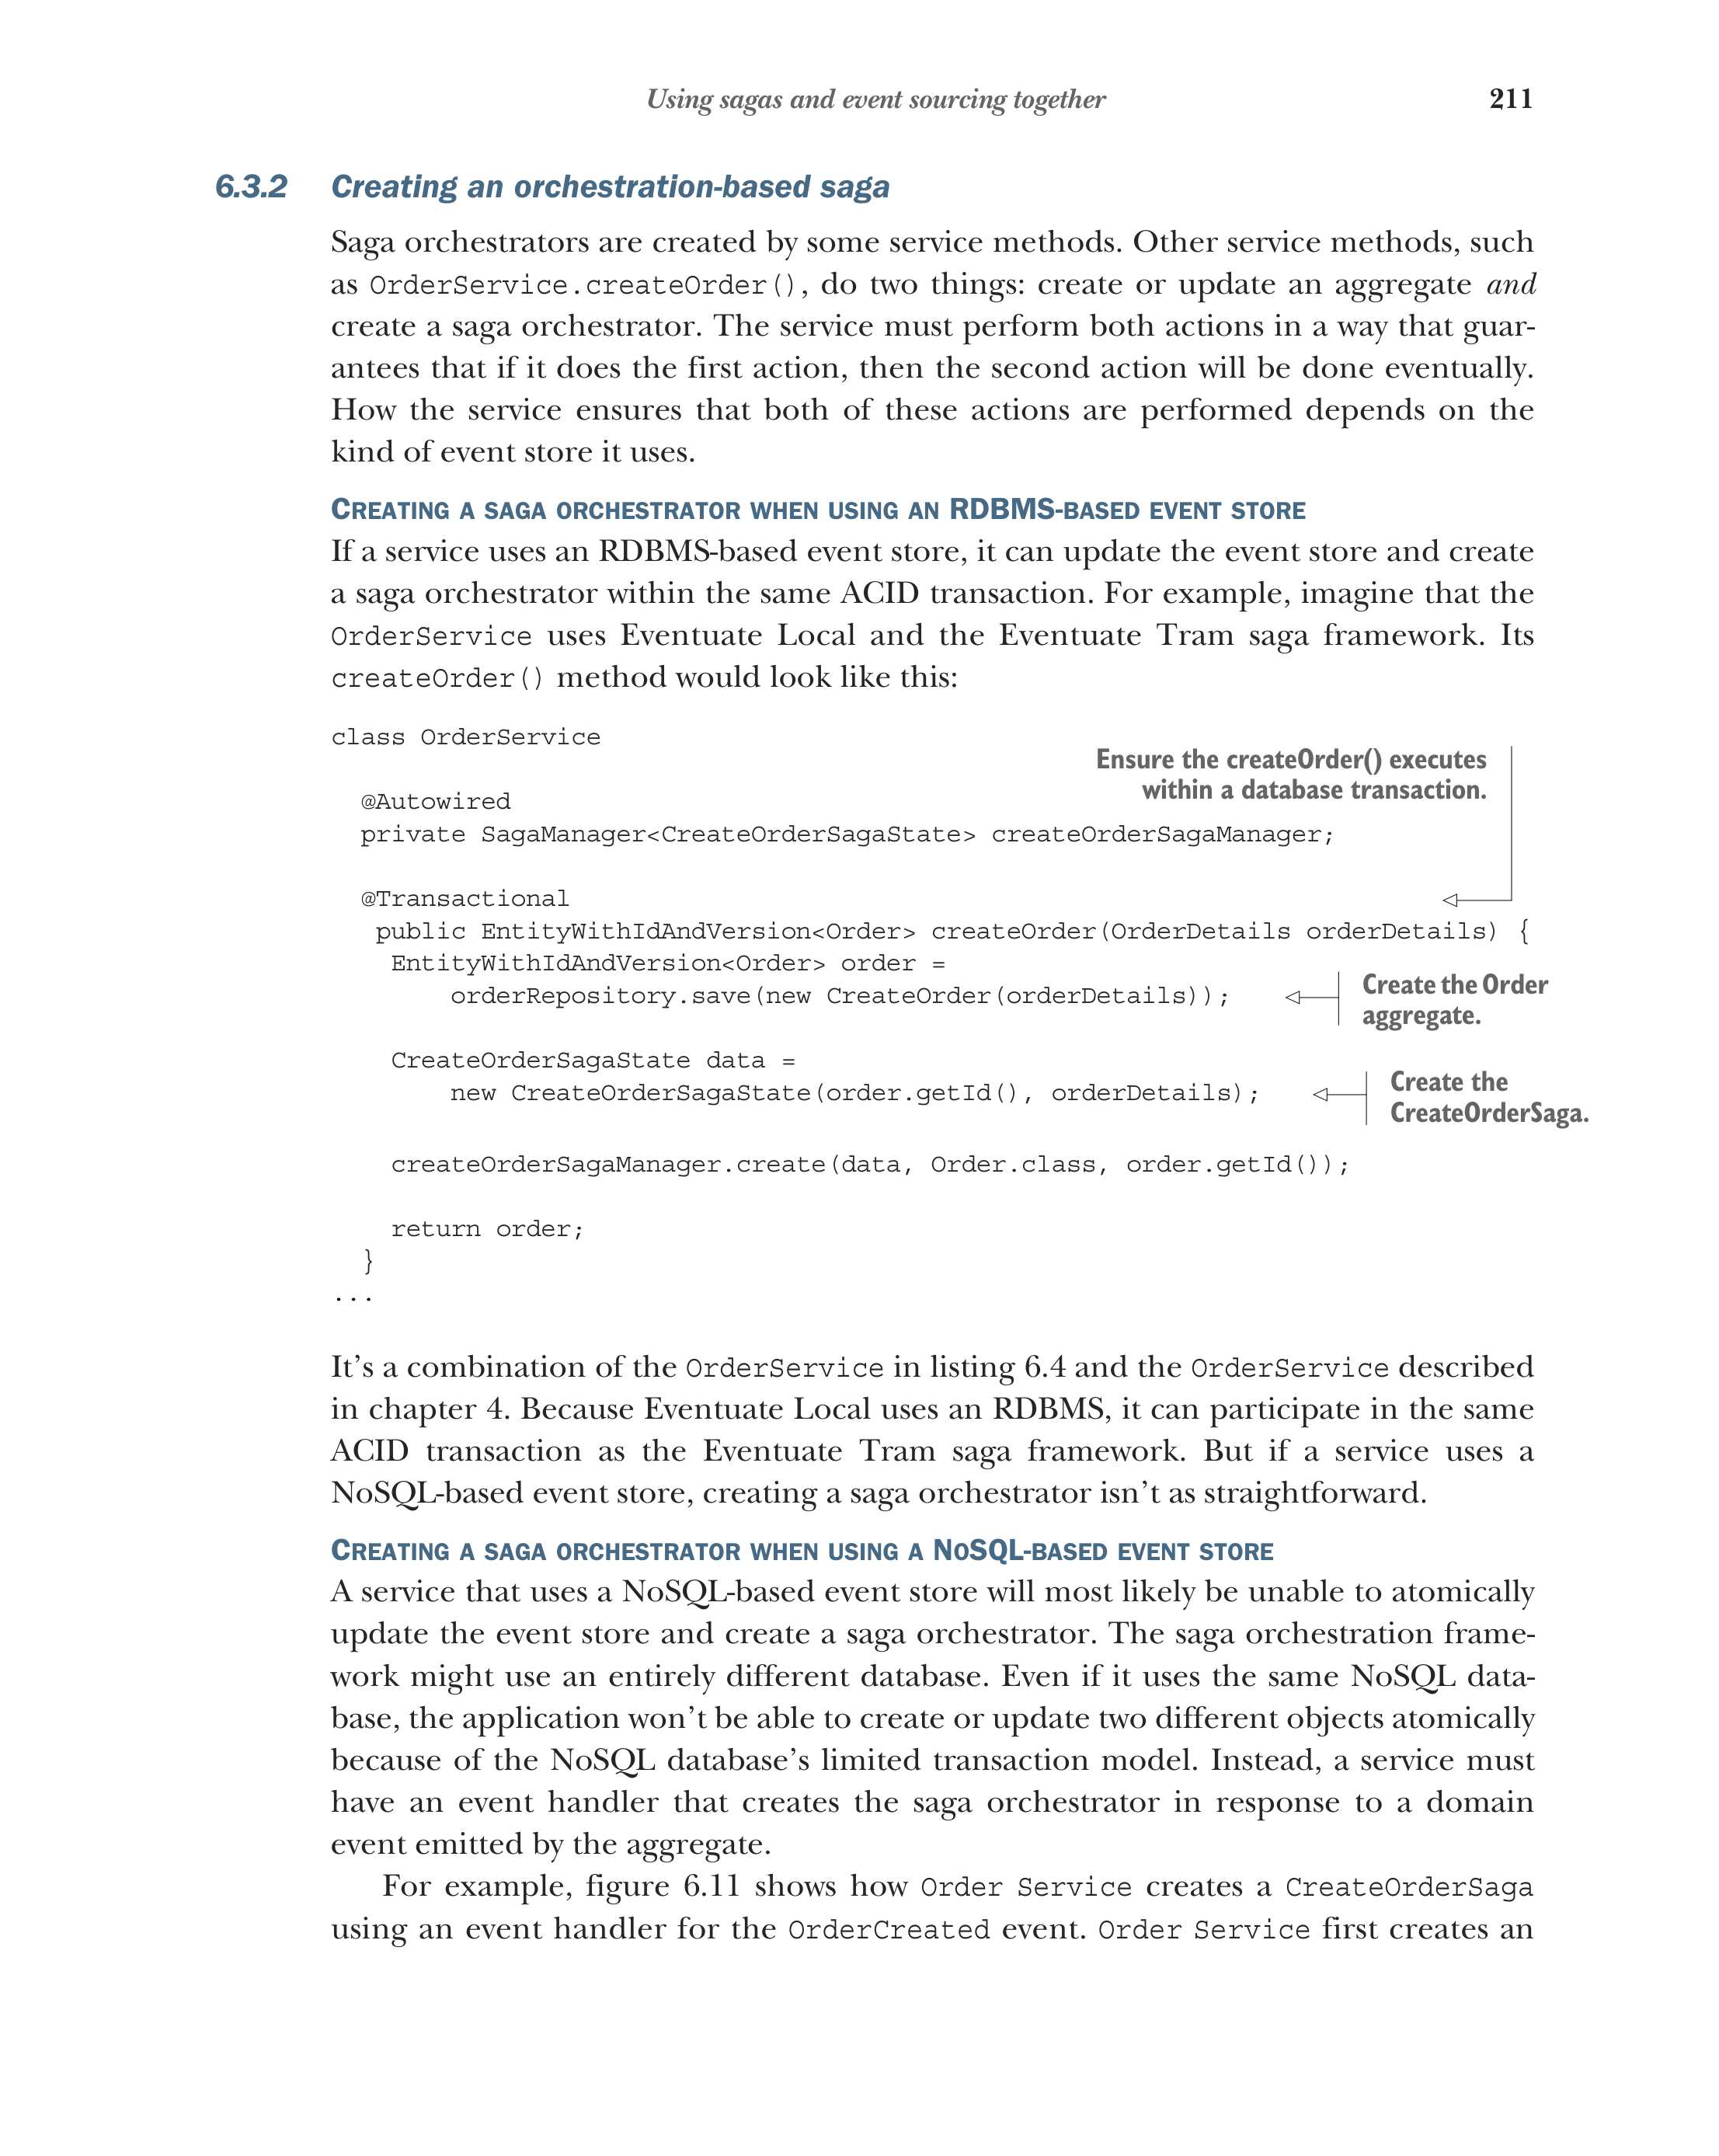 Using sagas and event sourcing together 211
6.3.2 Creating an orchestration-based saga
Saga orchestrators are created by some service methods. Other service methods, such
as OrderService.createOrder(), do two things: create or update an aggregate and
create a saga orchestrator. The service must perform both actions in a way that guar-
antees that if it does the first action, then the second action will be done eventually.
How the service ensures that both of these actions are performed depends on the
kind of event store it uses.
CREATING A SAGA ORCHESTRATOR WHEN USING AN RDBMS-BASED EVENT STORE
If a service uses an RDBMS-based event store, it can update the event store and create
a saga orchestrator within the same ACID transaction. For example, imagine that the
OrderService uses Eventuate Local and the Eventuate Tram saga framework. Its
createOrder() method would look like this:
class OrderService
Ensure the createOrder() executes
within a database transaction.
@Autowired
private SagaManager<CreateOrderSagaState> createOrderSagaManager;
@Transactional
public EntityWithIdAndVersion<Order> createOrder(OrderDetails orderDetails) {
EntityWithIdAndVersion<Order> order =
orderRepository.save(new CreateOrder(orderDetails));
Create the Order
aggregate.
CreateOrderSagaState data =
new CreateOrderSagaState(order.getId(), orderDetails);
Create the
CreateOrderSaga.
createOrderSagaManager.create(data, Order.class, order.getId());
return order;
}
...
It's a combination of the OrderService in listing 6.4 and the OrderService described
in chapter 4. Because Eventuate Local uses an RDBMS, it can participate in the same
ACID transaction as the Eventuate Tram saga framework. But if a service uses a
NoSQL-based event store, creating a saga orchestrator isn't as straightforward.
CREATING A SAGA ORCHESTRATOR WHEN USING A NOSQL-BASED EVENT STORE
A service that uses a NoSQL-based event store will most likely be unable to atomically
update the event store and create a saga orchestrator. The saga orchestration frame-
work might use an entirely different database. Even if it uses the same NoSQL data-
base, the application won't be able to create or update two different objects atomically
because of the NoSQL database's limited transaction model. Instead, a service must
have an event handler that creates the saga orchestrator in response to a domain
event emitted by the aggregate.
For example, figure 6.11 shows how Order Service creates a CreateOrderSaga
using an event handler for the OrderCreated event. Order Service first creates an